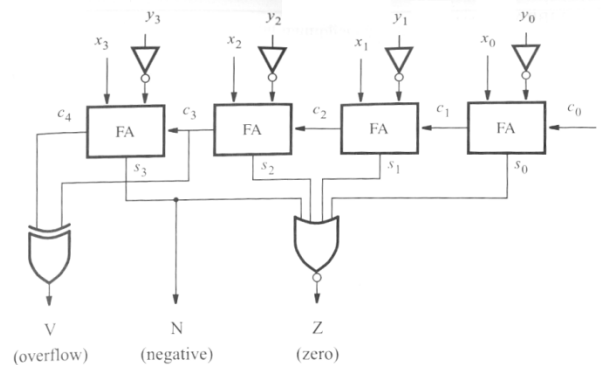 y3 y2 y1 y0
x3 x2 x1 x0
c4 c3 c2 c1 c0
FA FA FA FA
s3 s2 s1 s0
V N Z
(overflow) (negative) (zero)